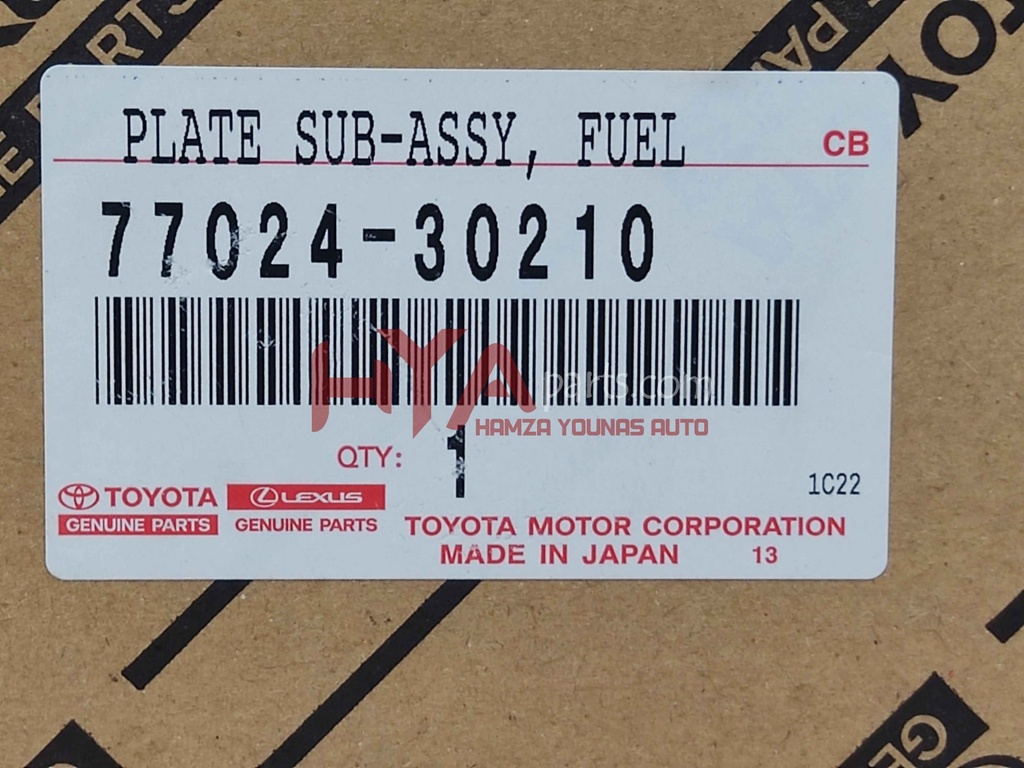 PARTS
PLATE SUB-ASSY, FUEL
CB
77024-30210
HYA parts.com
HAMZA YOUNAS AUTO
QTY: 1
1C22
TOYOTA LEXUS
GENUINE PARTS GENUINE PARTS
TOYOTA MOTOR CORPORATION
MADE IN JAPAN 13